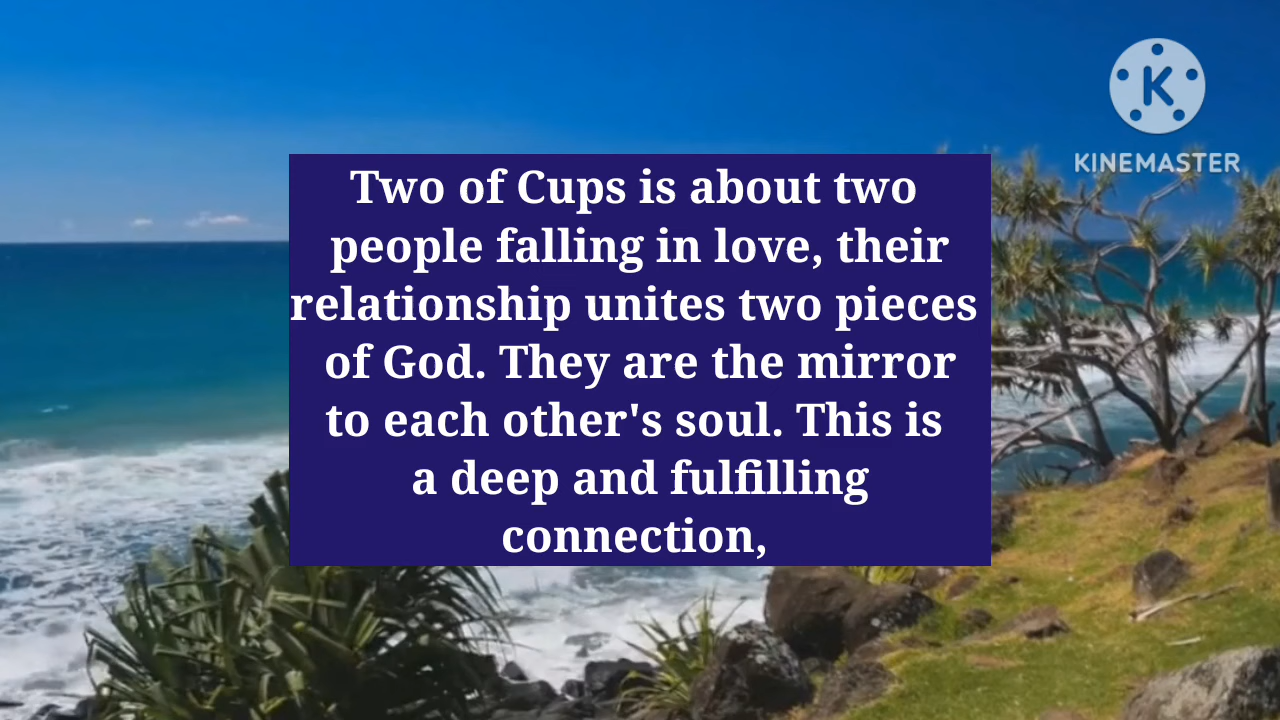 KINEMASTER
Two of Cups is about two
people falling in love, their
relationship unites two pieces
of God. They are the mirror
to each other's soul. This is
a deep and fulfilling
connection,